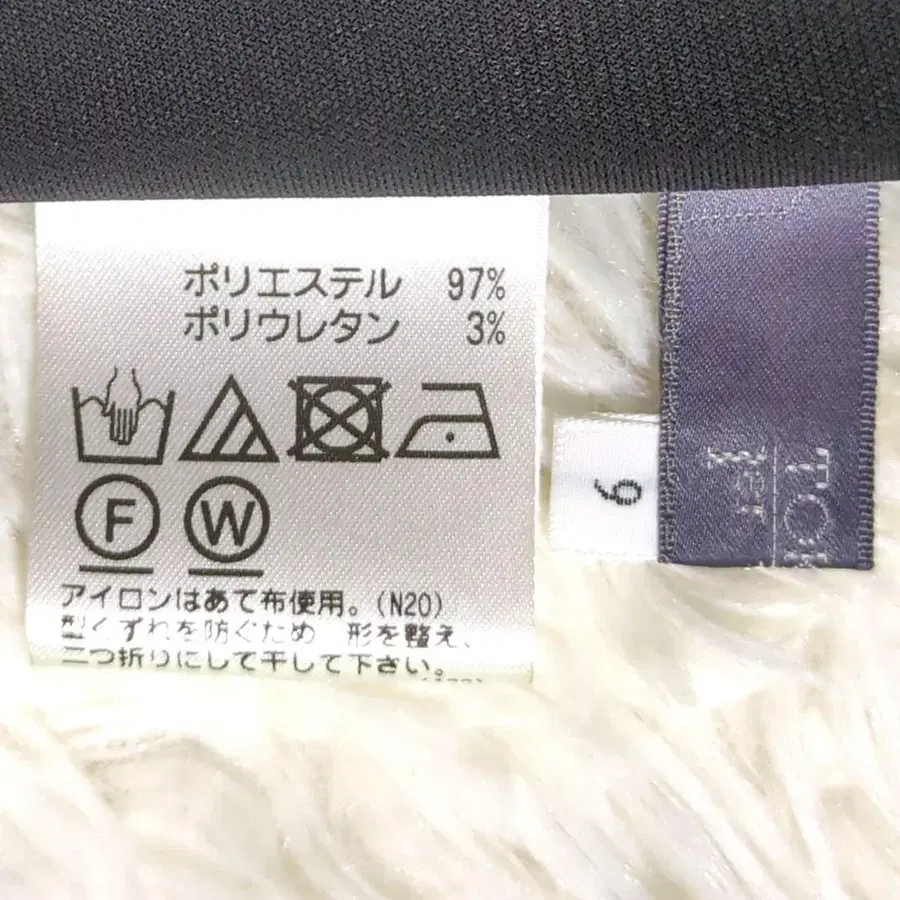 ポリエステル 97%
ポリウレタン 3%
F W
アイロンはあて布使用。(N20)
型くずれを防ぐため 形を整え、
二つ折りにして干して下さい。
9